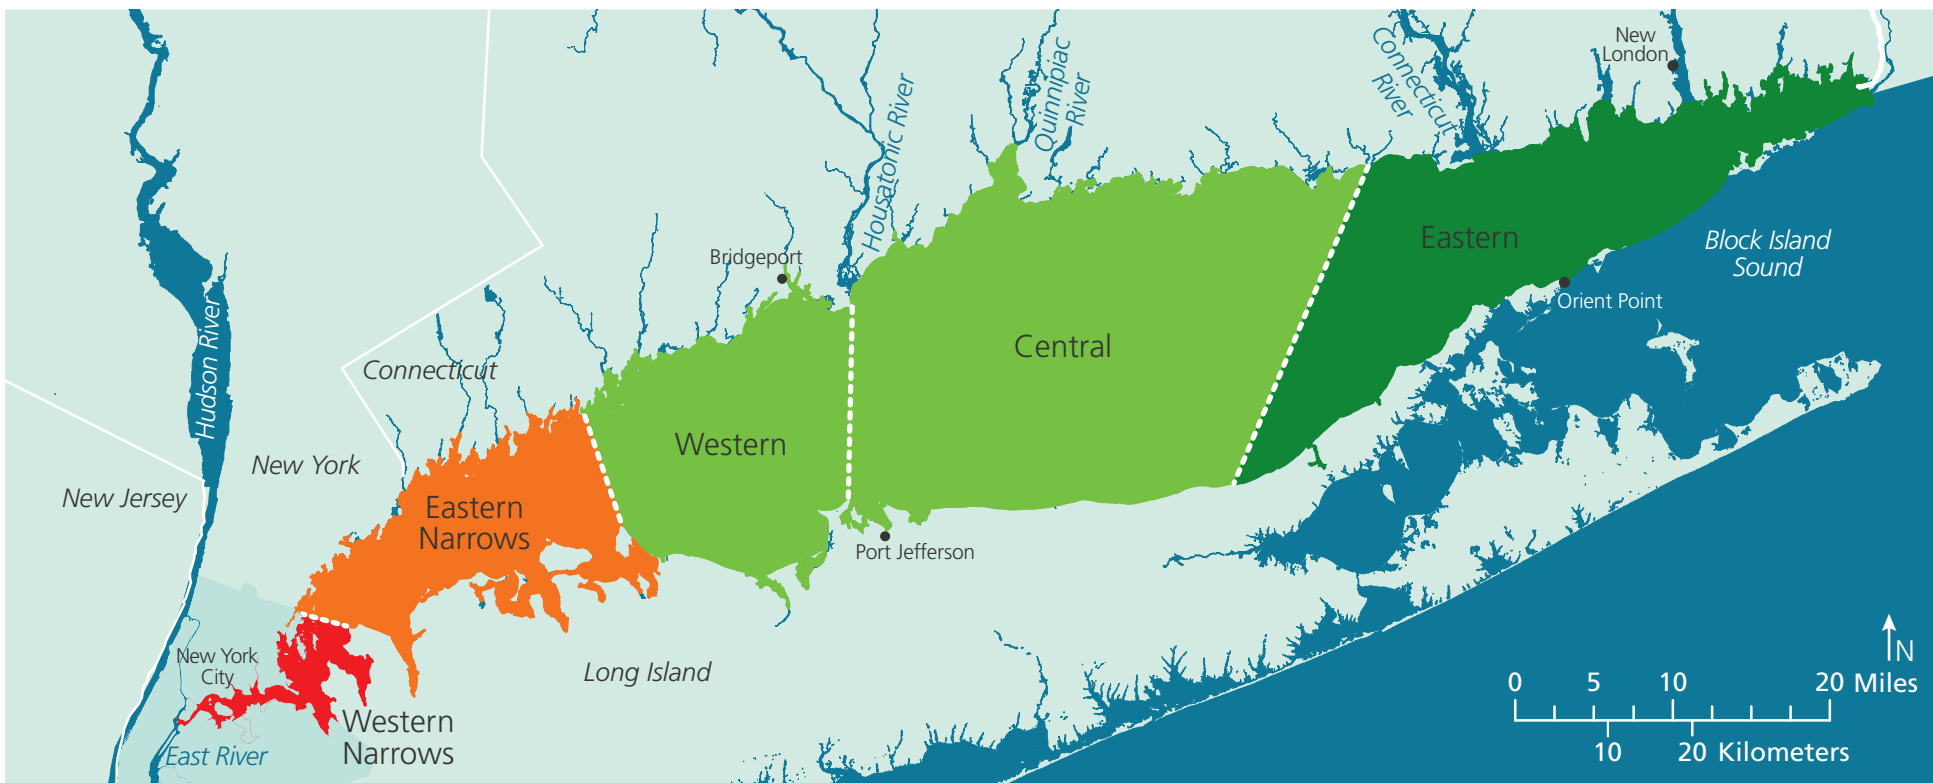 New
London
Connecticut
River
Quinnipiac
River
Housatonic River
Eastern
Block Island
Sound
Bridgeport
Orient Point
Hudson River
Central
Connecticut
Western
New York
New Jersey
Eastern
Narrows
Port Jefferson
New York
City
Long Island
N
Western
Narrows
East River
0 5 10 20 Miles
10 20 Kilometers